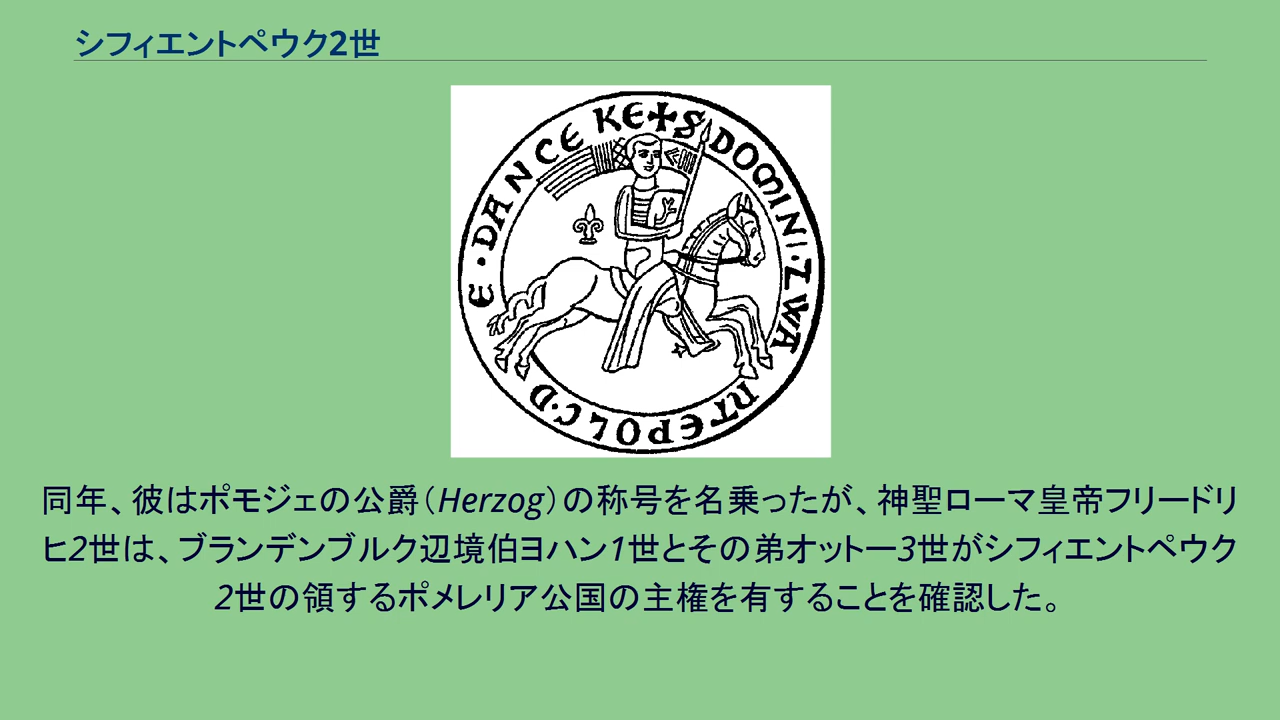 シフィエントペウク2世
✠ S DOMINI · ZWANTEPOLC · D · E · DANCEKE
同年、彼はポモジェの公爵（Herzog）の称号を名乗ったが、神聖ローマ皇帝フリードリ
ヒ2世は、ブランデンブルク辺境伯ヨハン1世とその弟オットー3世がシフィエントペウク
2世の領するポメレリア公国の主権を有することを確認した。